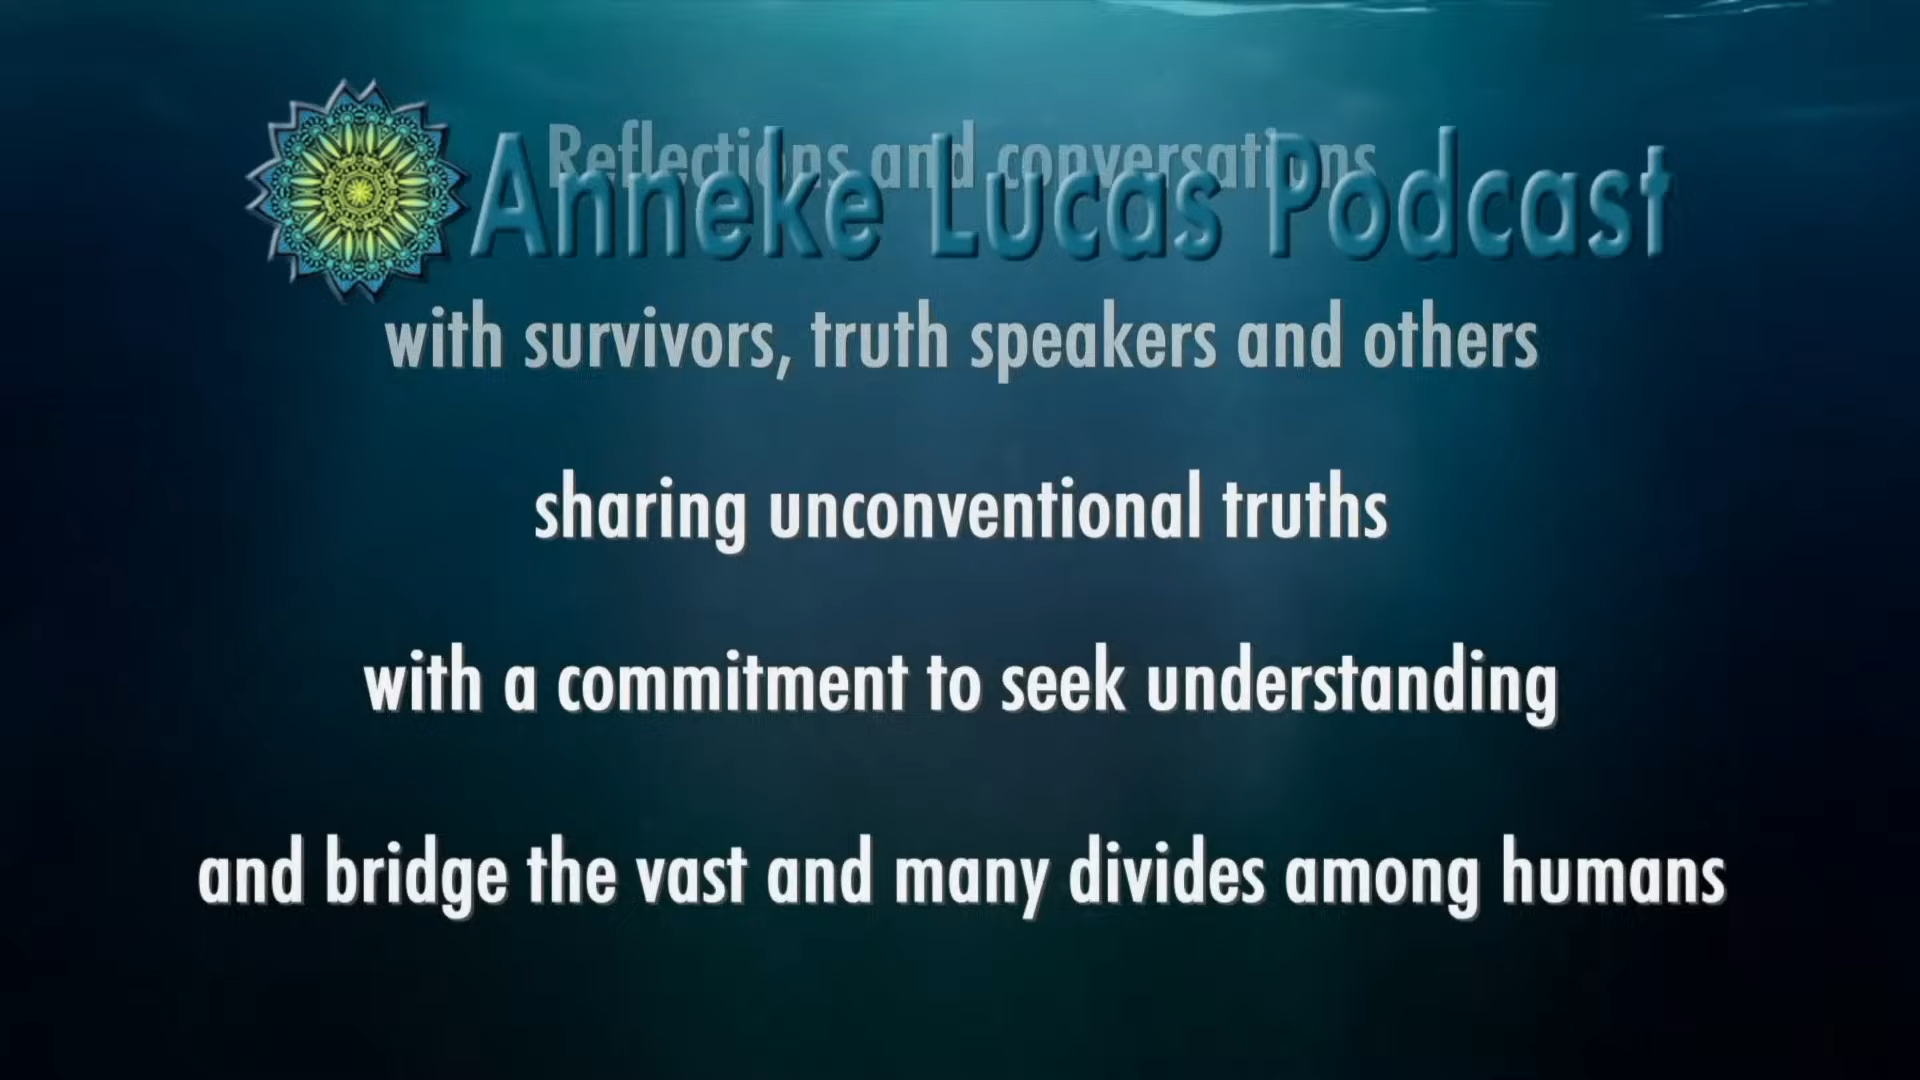 Reflections and conversations
Anneke Lucas Podcast
with survivors, truth speakers and others
sharing unconventional truths
with a commitment to seek understanding
and bridge the vast and many divides among humans